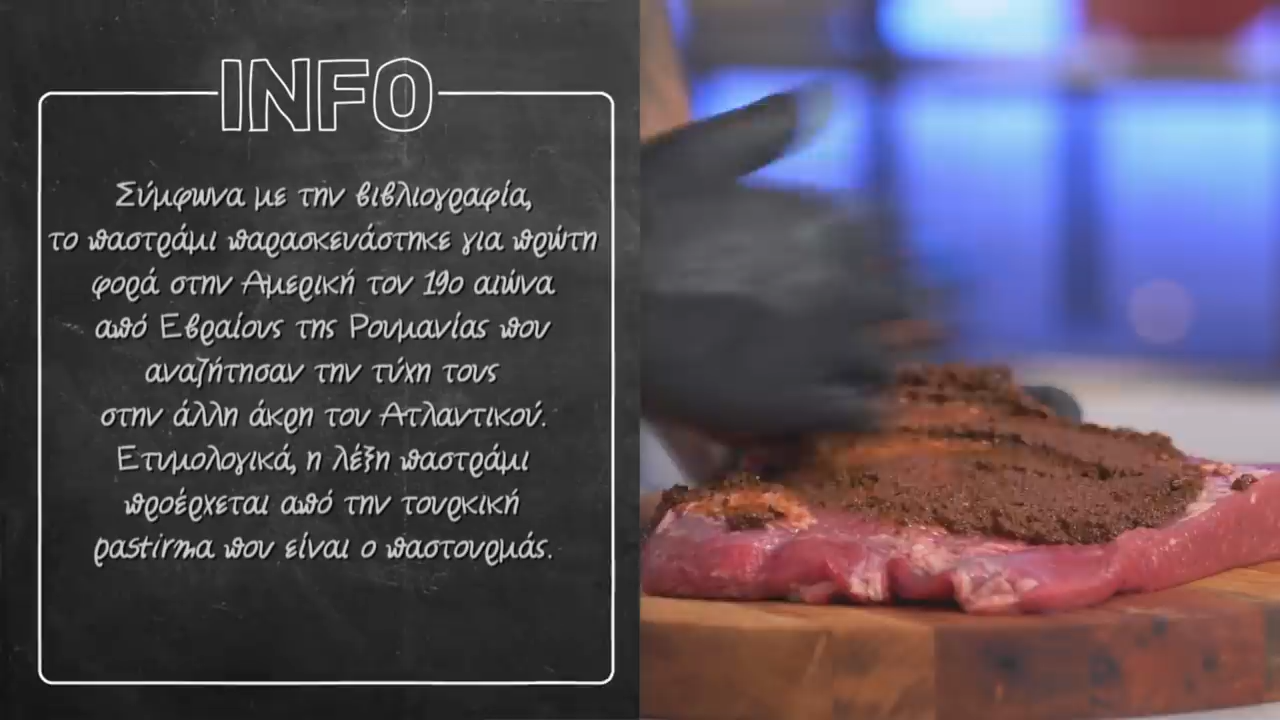 INFO
Σύμφωνα με την βιβλιογραφία,
το παστράμι παρασκευάστηκε για πρώτη
φορά στην Αμερική τον 19ο αιώνα
από Εβραίους της Ρουμανίας που
αναζήτησαν την τύχη τους
στην άλλη άκρη του Ατλαντικού.
Ετυμολογικά, η λέξη παστράμι
προέρχεται από την τουρκική
pastirma που είναι ο παστουρμάς.